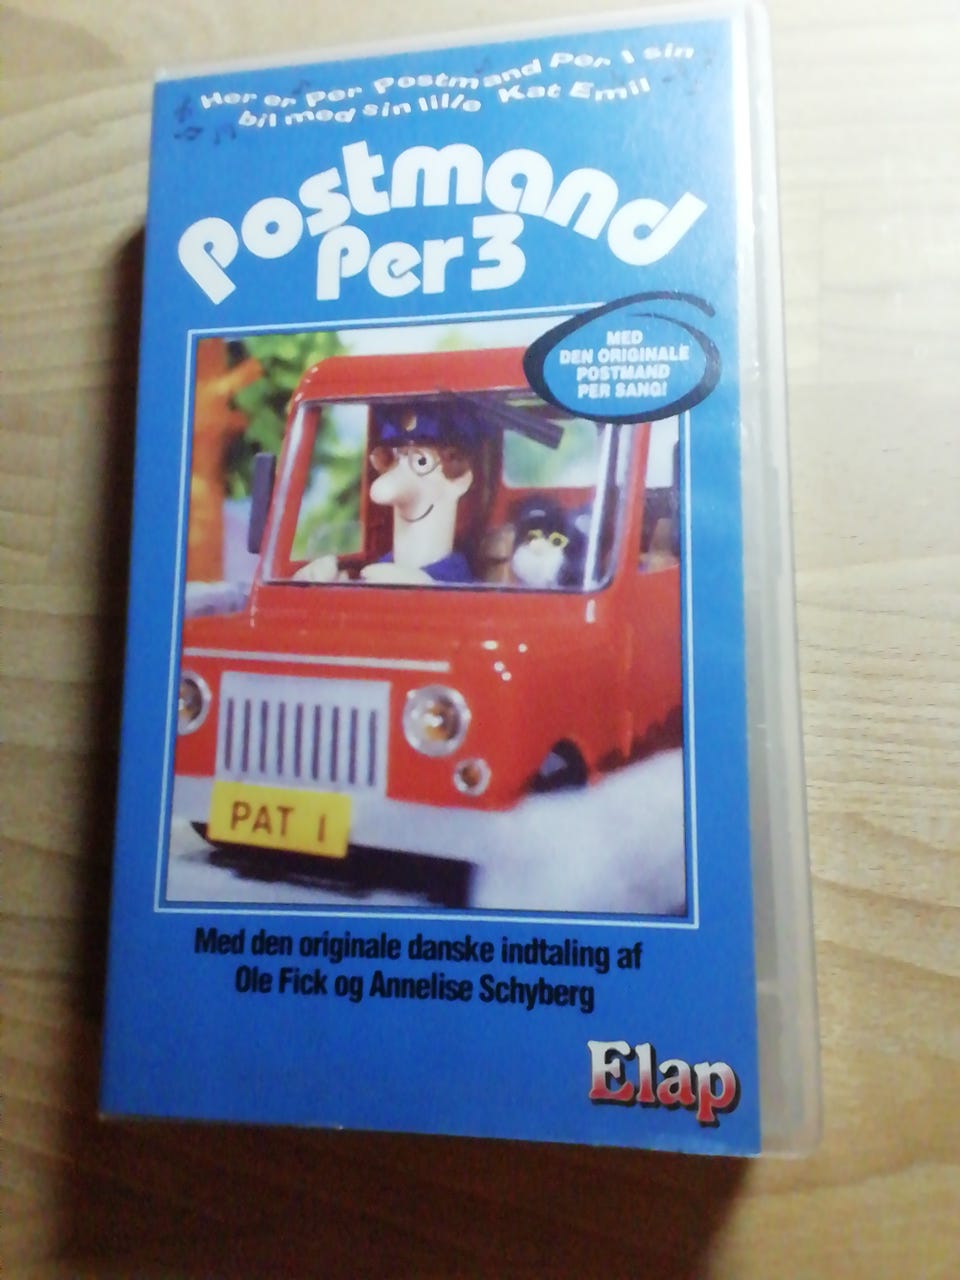 Her er Per Postmand Per I sin
bil med sin lille Kat Emil
Postmand
Per 3
MED
DEN ORIGINALE
POSTMAND
PER SANG!
PAT 1
Med den originale danske indtaling af
Ole Fick og Annelise Schyberg
Elap